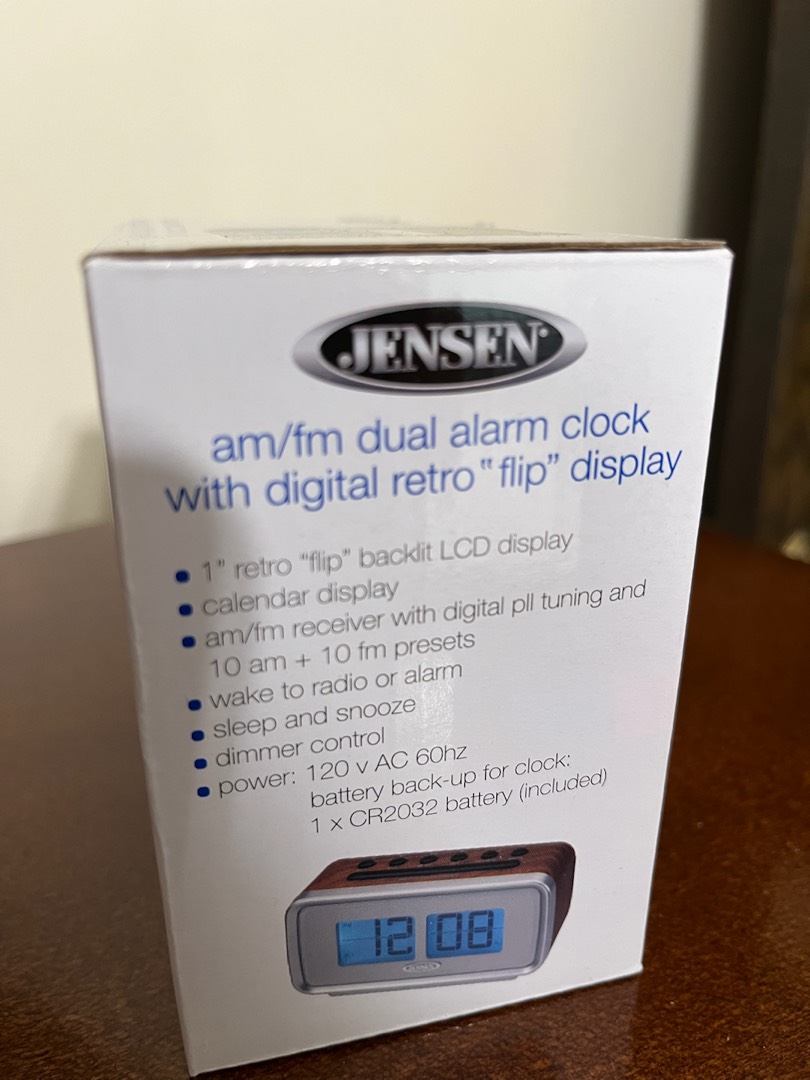 JENSEN
am/fm dual alarm clock
with digital retro "flip" display
• 1" retro "flip" backlit LCD display
• calendar display
• am/fm receiver with digital pll tuning and
10 am + 10 fm presets
• wake to radio or alarm
• sleep and snooze
• dimmer control
• power: 120 v AC 60hz
battery back-up for clock:
1 x CR2032 battery (included)
12 08
JENSEN